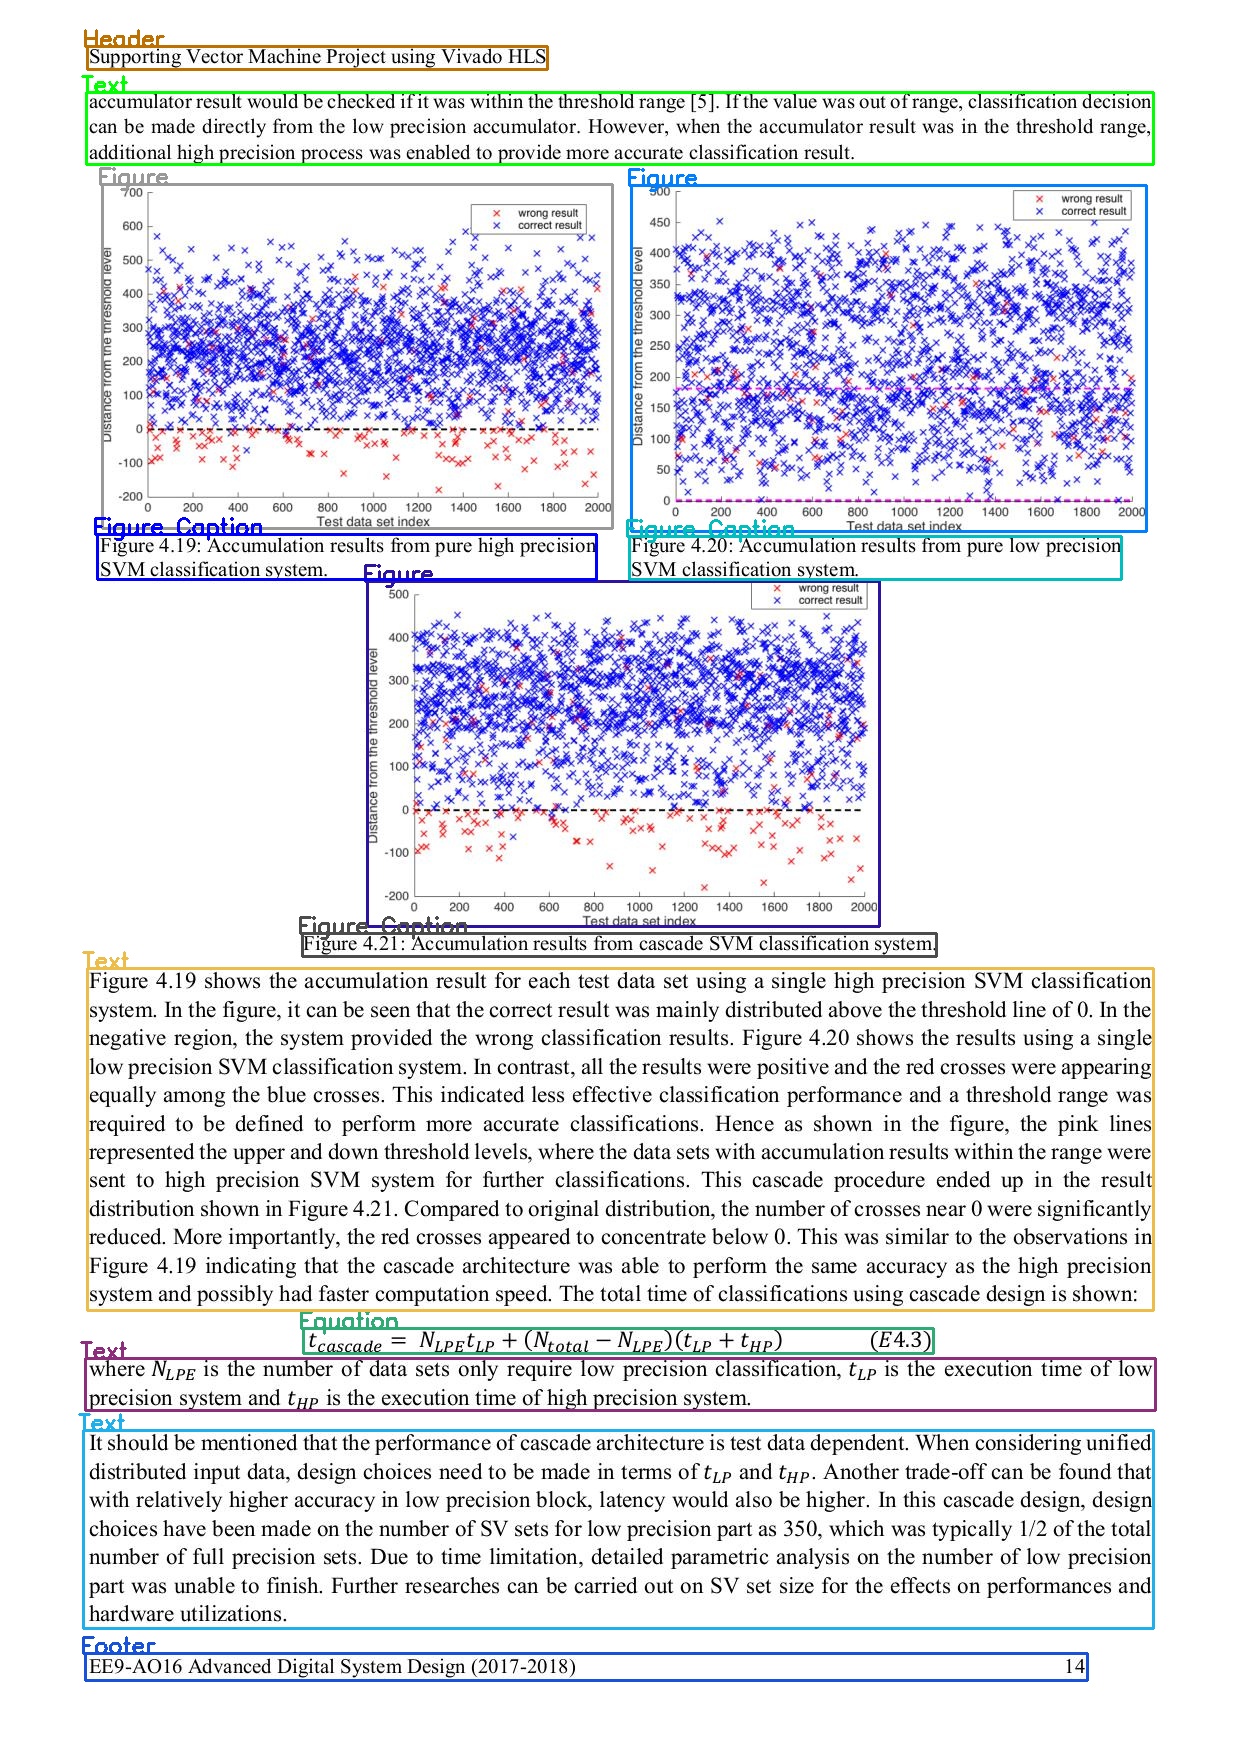 Header
Supporting Vector Machine Project using Vivado HLS
Text
accumulator result would be checked if it was within the threshold range [5]. If the value was out of range, classification decision
can be made directly from the low precision accumulator. However, when the accumulator result was in the threshold range,
additional high precision process was enabled to provide more accurate classification result.
Figure
700
600
500
400
300
200
100
0
-100
-200
Distance from the threshold level
wrong result
correct result
0 200 400 600 800 1000 1200 1400 1600 1800 2000
Test data set index
Figure
500
450
400
350
300
250
200
150
100
50
0
Distance from the threshold level
wrong result
correct result
0 200 400 600 800 1000 1200 1400 1600 1800 2000
Test data set index
Figure Caption
Figure 4.19: Accumulation results from pure high precision
SVM classification system.
Figure Caption
Figure 4.20: Accumulation results from pure low precision
SVM classification system.
Figure
500
400
300
200
100
0
-100
-200
Distance from the threshold level
wrong result
correct result
0 200 400 600 800 1000 1200 1400 1600 1800 2000
Test data set index
Figure Caption
Figure 4.21: Accumulation results from cascade SVM classification system.
Text
Figure 4.19 shows the accumulation result for each test data set using a single high precision SVM classification
system. In the figure, it can be seen that the correct result was mainly distributed above the threshold line of 0. In the
negative region, the system provided the wrong classification results. Figure 4.20 shows the results using a single
low precision SVM classification system. In contrast, all the results were positive and the red crosses were appearing
equally among the blue crosses. This indicated less effective classification performance and a threshold range was
required to be defined to perform more accurate classifications. Hence as shown in the figure, the pink lines
represented the upper and down threshold levels, where the data sets with accumulation results within the range were
sent to high precision SVM system for further classifications. This cascade procedure ended up in the result
distribution shown in Figure 4.21. Compared to original distribution, the number of crosses near 0 were significantly
reduced. More importantly, the red crosses appeared to concentrate below 0. This was similar to the observations in
Figure 4.19 indicating that the cascade architecture was able to perform the same accuracy as the high precision
system and possibly had faster computation speed. The total time of classifications using cascade design is shown:
Equation
t_cascade = N_LPE t_LP + (N_total − N_LPE)(t_LP + t_HP) (E4.3)
Text
where N_LPE is the number of data sets only require low precision classification, t_LP is the execution time of low
precision system and t_HP is the execution time of high precision system.
Text
It should be mentioned that the performance of cascade architecture is test data dependent. When considering unified
distributed input data, design choices need to be made in terms of t_LP and t_HP. Another trade-off can be found that
with relatively higher accuracy in low precision block, latency would also be higher. In this cascade design, design
choices have been made on the number of SV sets for low precision part as 350, which was typically 1/2 of the total
number of full precision sets. Due to time limitation, detailed parametric analysis on the number of low precision
part was unable to finish. Further researches can be carried out on SV set size for the effects on performances and
hardware utilizations.
Footer
EE9-AO16 Advanced Digital System Design (2017-2018) 14